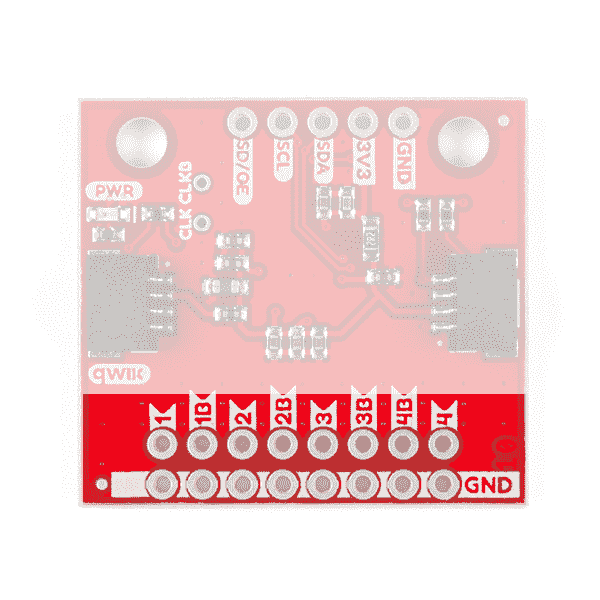 SD/OE SCL SDA 3V3 GND
PWR
CLK CLKB
qwiic
1 1B 2 2B 3 3B 4B 4
GND